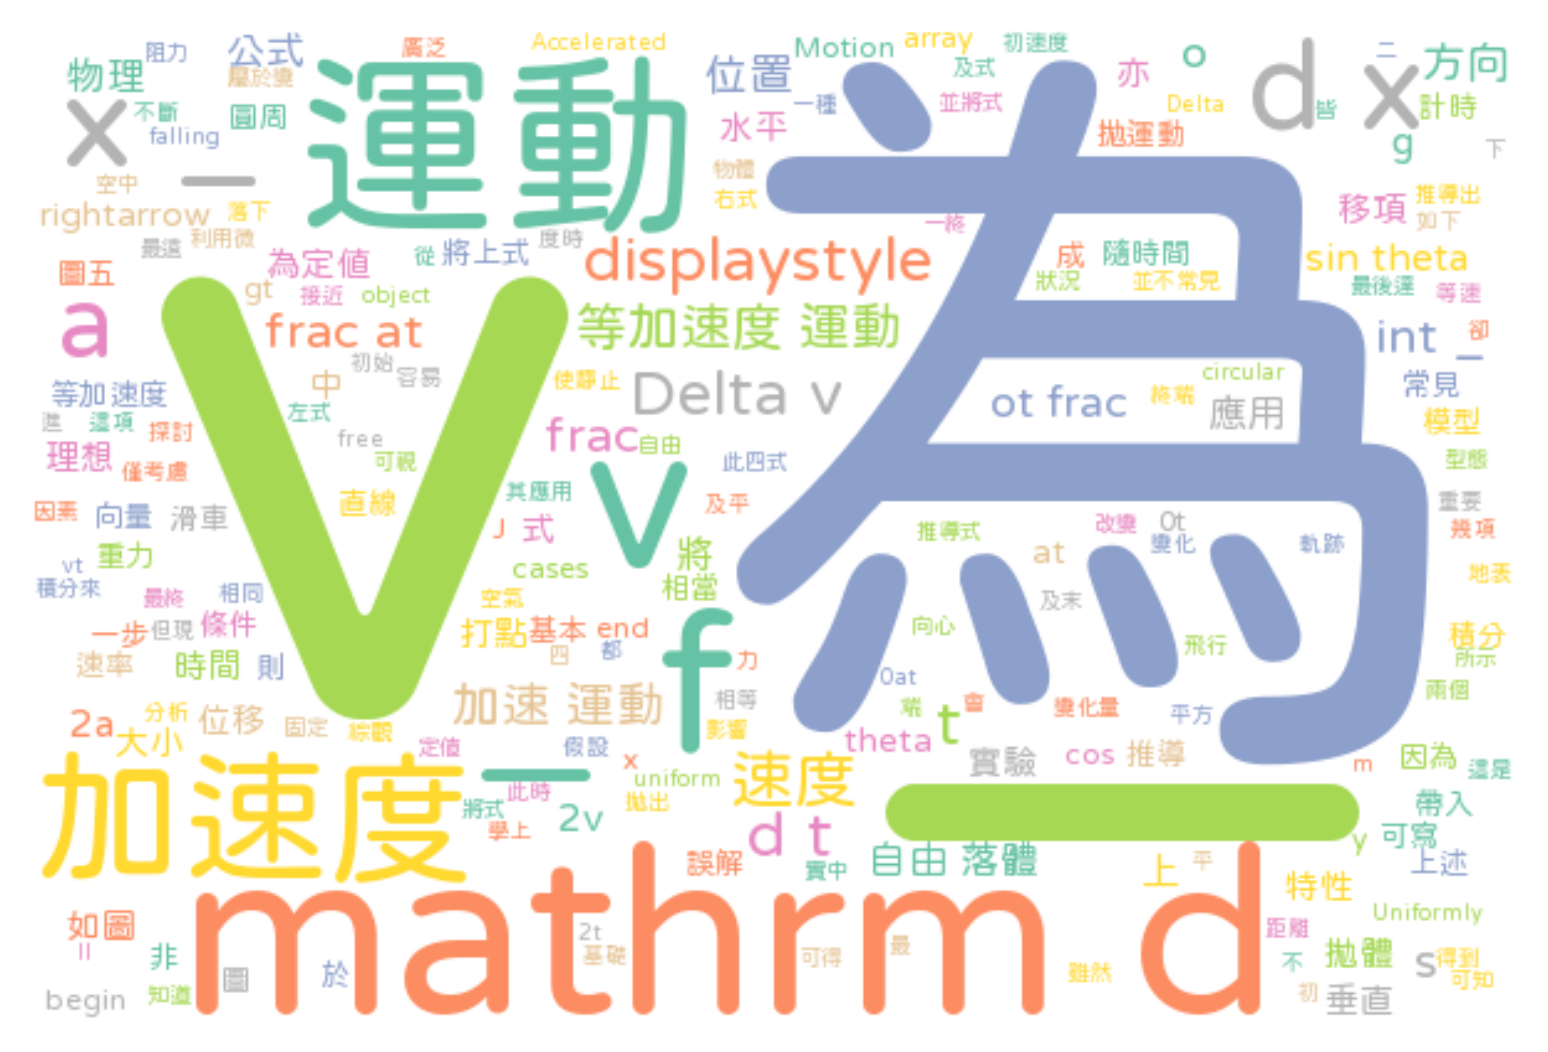 阻力 公式 廣泛 Accelerated 位置 Motion array 初速度 o d x 二 方向
物理 屬於變 運動 及式 亦
x 不斷 圓周 一種 並將式 Delta 皆 計時
falling 水平 拋運動 g 下
空中 _ 物體
rightarrow 落下 右式 一終 移項 推導出
最遠 利用微 從 將上式 度時 如下
圖五 為定值 displaystyle 為 成 隨時間 sin theta
gt 接近 object 狀況 並不常見 最後達 等速
a frac at 等加速度 運動 int _ 卻
初始 容易
等加速度 中 使靜止 Delta v circular 常見
進 這項 探討 左式 ot frac 終端 應用 模型
理想 僅考慮 free 可視 frac 自由 此四式 型態
V
因素 向量 滑車 直線 其應用 v 及平 重要
J 式 推導式 改變 0t 幾項
vt 重力 cases 將 at 變化 軌跡 地表
積分來 最終 相同 空氣 相當 及末
一步 但現 條件 打點 基本 end 向心 飛行 積分
速率 時間 則 四 都 f 力 0at 所示
2a 分析 位移 固定 加速 運動 相等 端 t 會 變化量 平方 兩個
大小 綜觀 定值 假設 影響 theta 實驗 cos 推導 m 因為 這是
加速度 _ x uniform 速度 _
此時 拋出 帶入
將式 學上 2v d t y 可寫
誤解 實中 自由 落體 上 平 上述
mathrm d 特性
如圖 2t Uniformly
II 非 圖 於 基礎 可得 最 距離 拋體 s 得到
begin 知道 雖然 不 初 垂直 可知